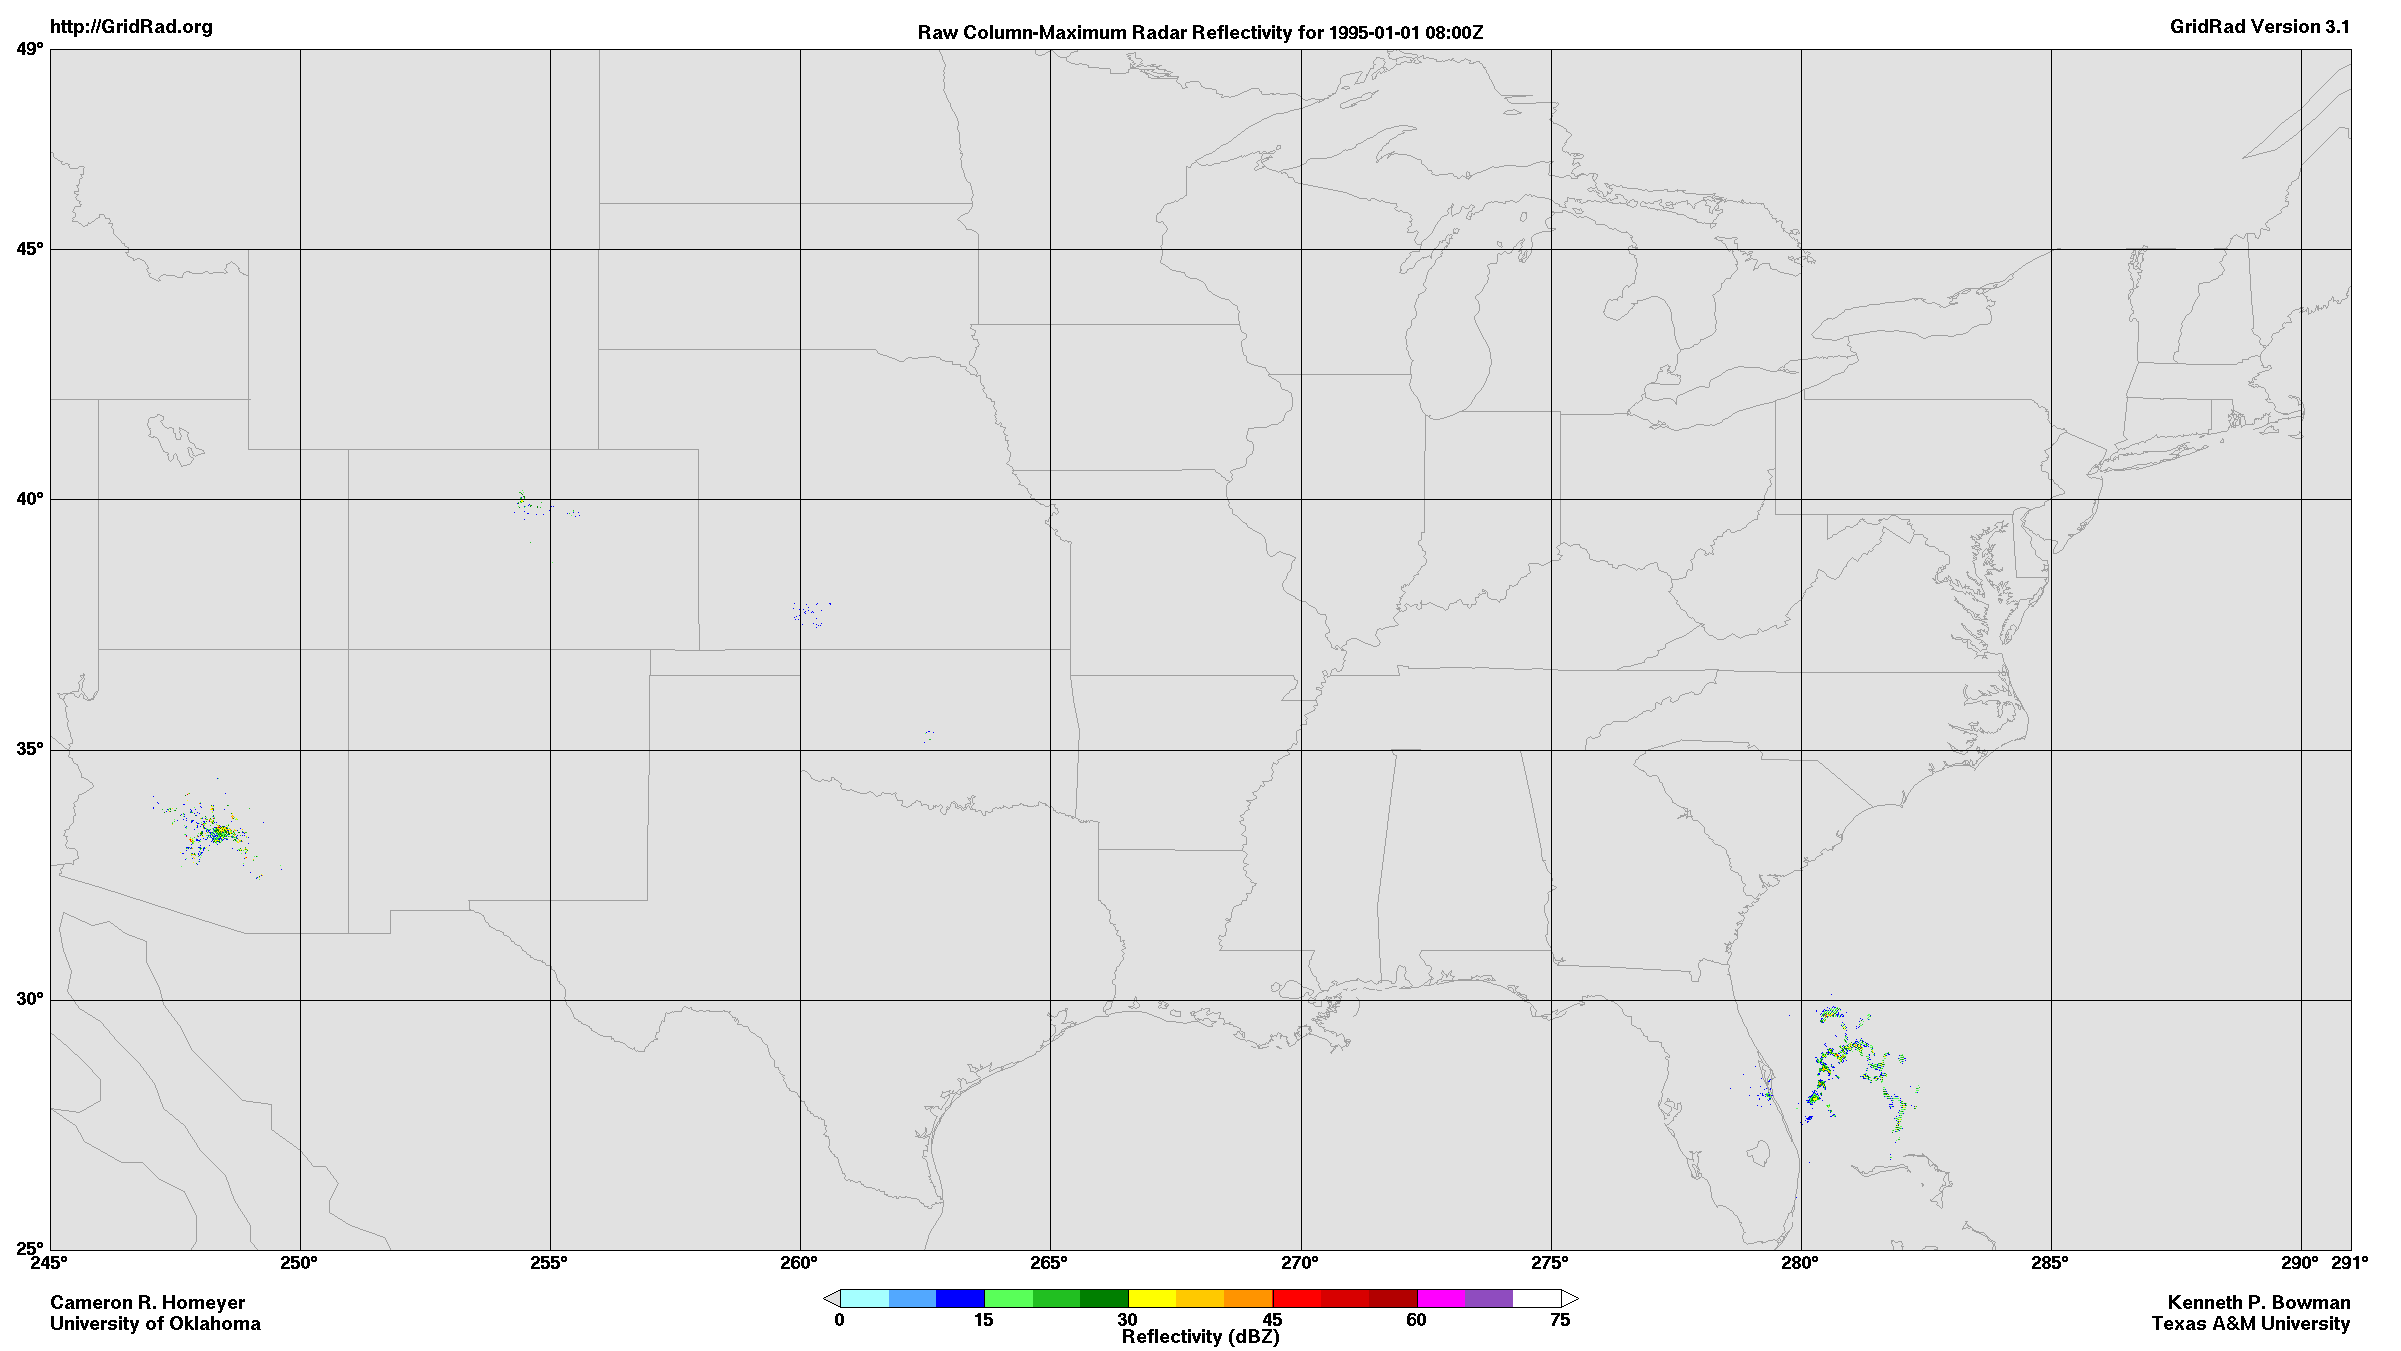 http://GridRad.org
Raw Column-Maximum Radar Reflectivity for 1995-01-01 08:00Z
GridRad Version 3.1
49°
45°
40°
35°
30°
25°
245° 250° 255° 260° 265° 270° 275° 280° 285° 290° 291°
0 15 30 45 60 75
Reflectivity (dBZ)
Cameron R. Homeyer
University of Oklahoma
Kenneth P. Bowman
Texas A&M University